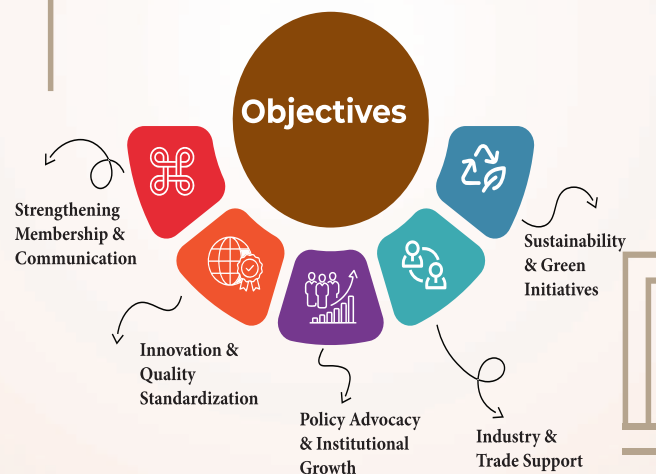 Objectives
Strengthening
Membership &
Communication
Innovation &
Quality
Standardization
Policy Advocacy
& Institutional
Growth
Industry &
Trade Support
Sustainability
& Green
Initiatives